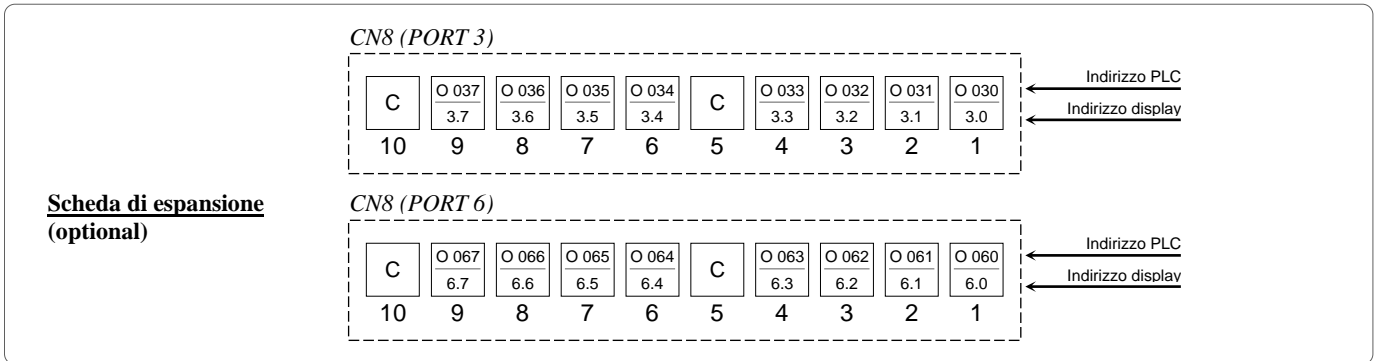 CN8 (PORT 3)
C O 037 O 036 O 035 O 034 C O 033 O 032 O 031 O 030 Indirizzo PLC
3.7 3.6 3.5 3.4 3.3 3.2 3.1 3.0 Indirizzo display
10 9 8 7 6 5 4 3 2 1
Scheda di espansione
(optional)
CN8 (PORT 6)
C O 067 O 066 O 065 O 064 C O 063 O 062 O 061 O 060 Indirizzo PLC
6.7 6.6 6.5 6.4 6.3 6.2 6.1 6.0 Indirizzo display
10 9 8 7 6 5 4 3 2 1